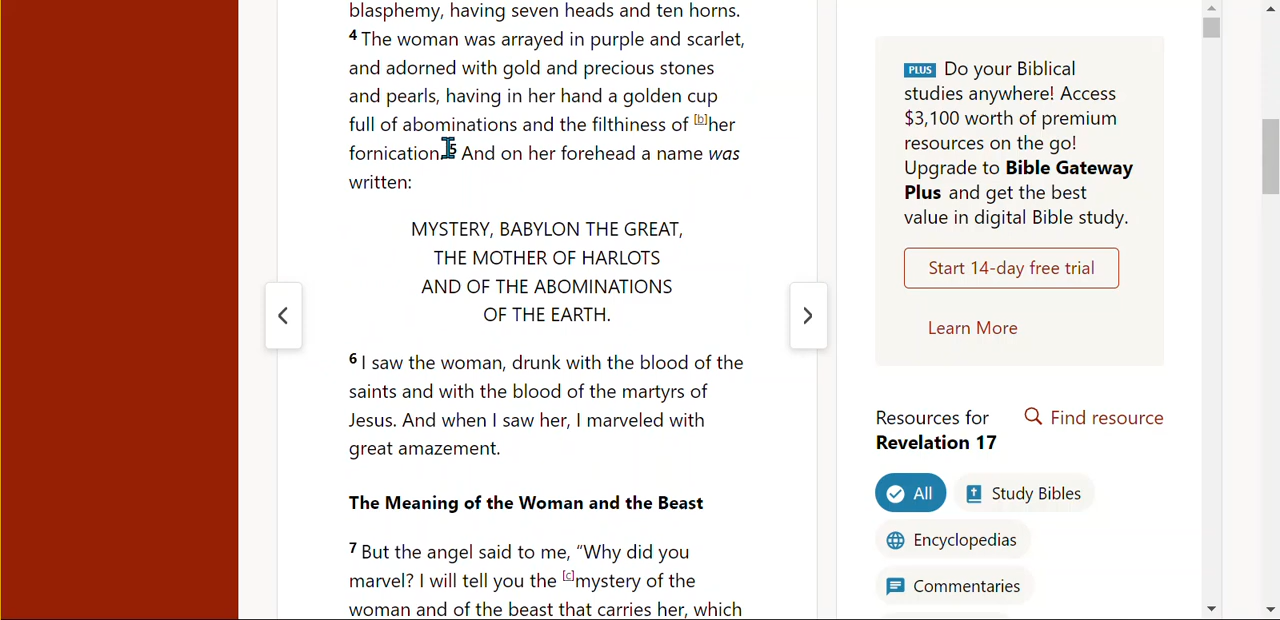 blasphemy, having seven heads and ten horns.
4 The woman was arrayed in purple and scarlet,
and adorned with gold and precious stones
and pearls, having in her hand a golden cup
full of abominations and the filthiness of [b]her
fornication. 5 And on her forehead a name was
written:
MYSTERY, BABYLON THE GREAT,
THE MOTHER OF HARLOTS
AND OF THE ABOMINATIONS
OF THE EARTH.
6 I saw the woman, drunk with the blood of the
saints and with the blood of the martyrs of
Jesus. And when I saw her, I marveled with
great amazement.
The Meaning of the Woman and the Beast
7 But the angel said to me, “Why did you
marvel? I will tell you the [c]mystery of the
woman and of the beast that carries her, which
PLUS Do your Biblical
studies anywhere! Access
$3,100 worth of premium
resources on the go!
Upgrade to Bible Gateway
Plus and get the best
value in digital Bible study.
Start 14-day free trial
Learn More
Resources for
Revelation 17
Find resource
All
Study Bibles
Encyclopedias
Commentaries